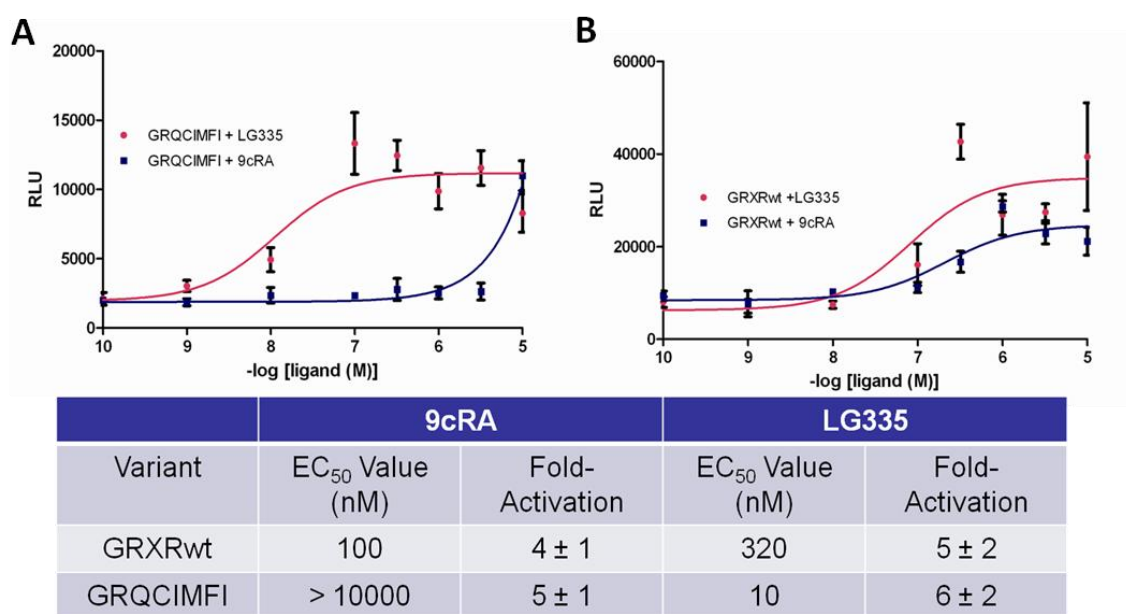 A
20000
15000
10000
5000
0
RLU
GRQCIMFI + LG335
GRQCIMFI + 9cRA
10 9 8 7 6 5
-log [ligand (M)]
B
60000
40000
20000
0
RLU
GRXRwt +LG335
GRXRwt + 9cRA
10 9 8 7 6 5
-log [ligand (M)]
9cRA LG335
Variant EC50 Value (nM) Fold-Activation EC50 Value (nM) Fold-Activation
GRXRwt 100 4 ± 1 320 5 ± 2
GRQCIMFI > 10000 5 ± 1 10 6 ± 2